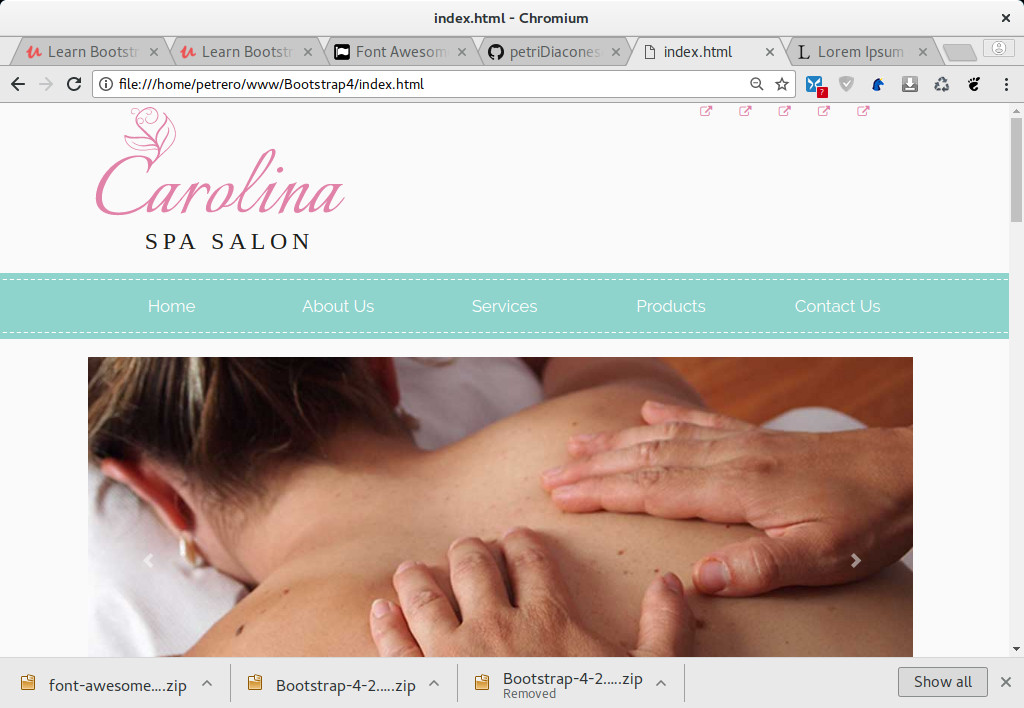 index.html - Chromium
Learn Bootstr
Learn Bootstr
Font Awesom
petriDiacones
index.html
Lorem Ipsum
file:///home/petrero/www/Bootstrap4/index.html
?
Carolina
SPA SALON
Home
About Us
Services
Products
Contact Us
font-awesome....zip
Bootstrap-4-2.....zip
Bootstrap-4-2.....zip
Removed
Show all